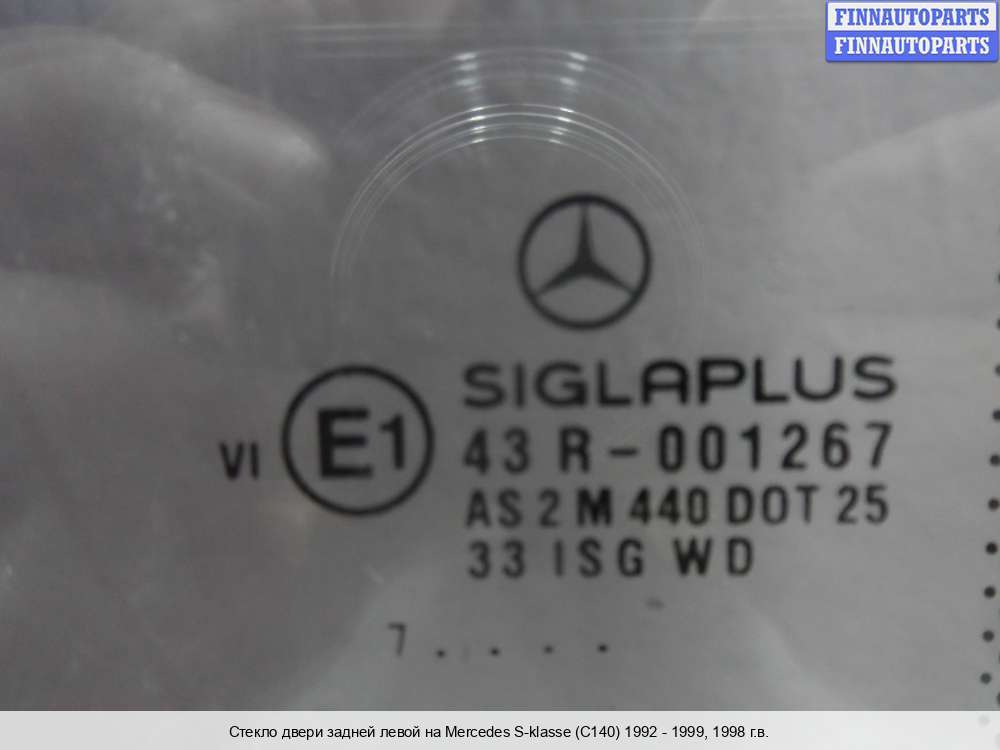 FINNAUTOPARTS
FINNAUTOPARTS
SIGLAPLUS
VI E1 43 R-001267
AS 2 M 440 DOT 25
33 ISG WD
7 . . . .
Стекло двери задней левой на Mercedes S-klasse (C140) 1992 - 1999, 1998 г.в.